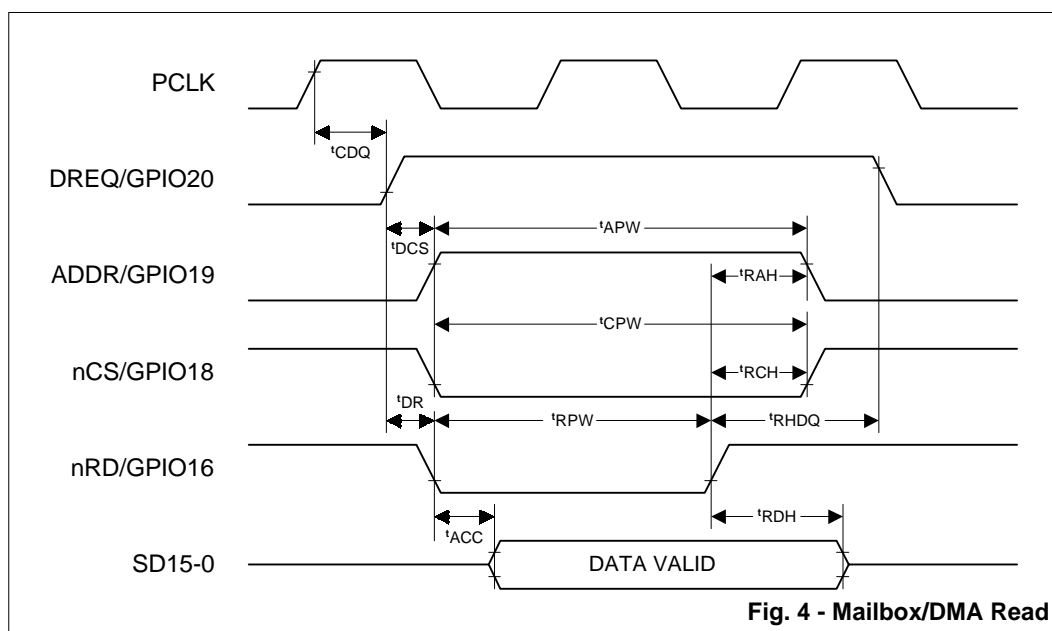 PCLK
tCDQ
DREQ/GPIO20
tDCS
tAPW
ADDR/GPIO19
tRAH
tCPW
nCS/GPIO18
tRCH
tDR
tRPW
tRHDQ
nRD/GPIO16
tACC
tRDH
SD15-0
DATA VALID
Fig. 4 - Mailbox/DMA Read